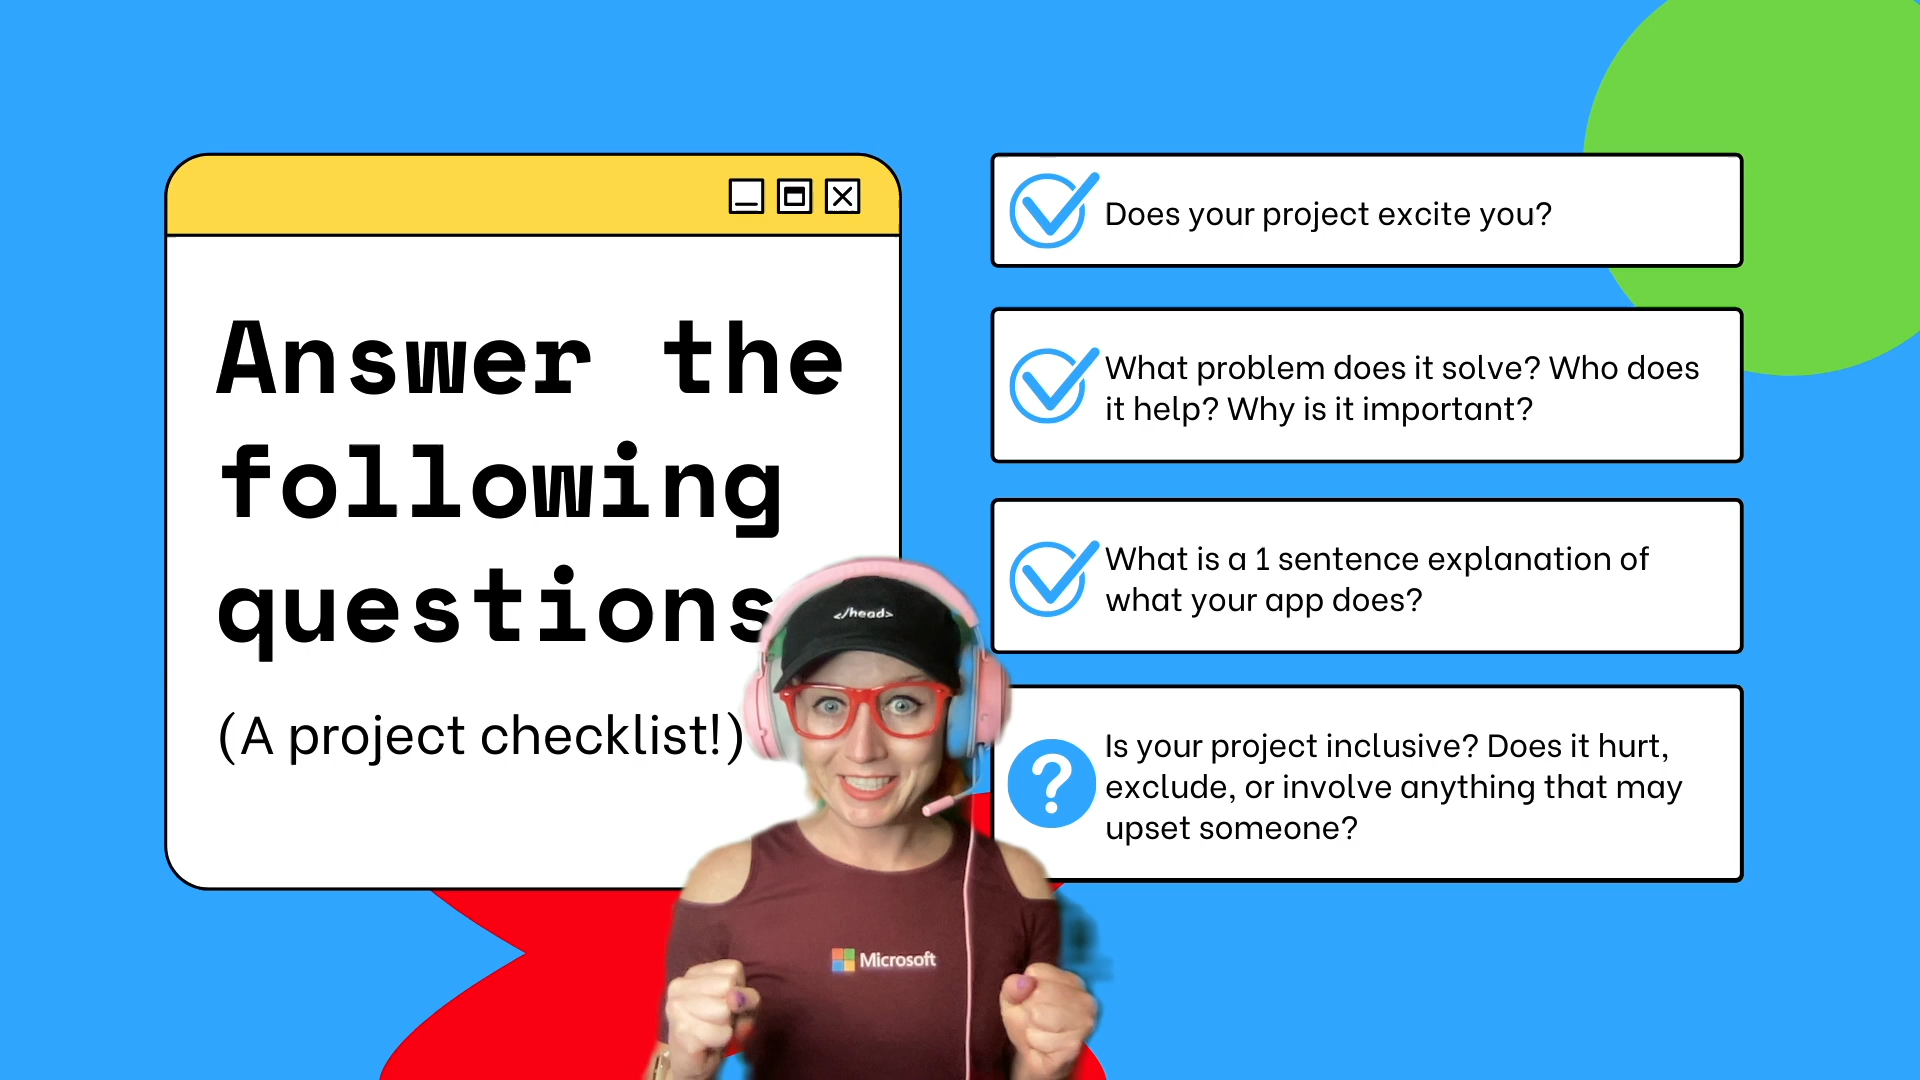 Answer the
following
questions
(A project checklist!)
Does your project excite you?
What problem does it solve? Who does
it help? Why is it important?
What is a 1 sentence explanation of
what your app does?
Is your project inclusive? Does it hurt,
exclude, or involve anything that may
upset someone?
</head>
Microsoft